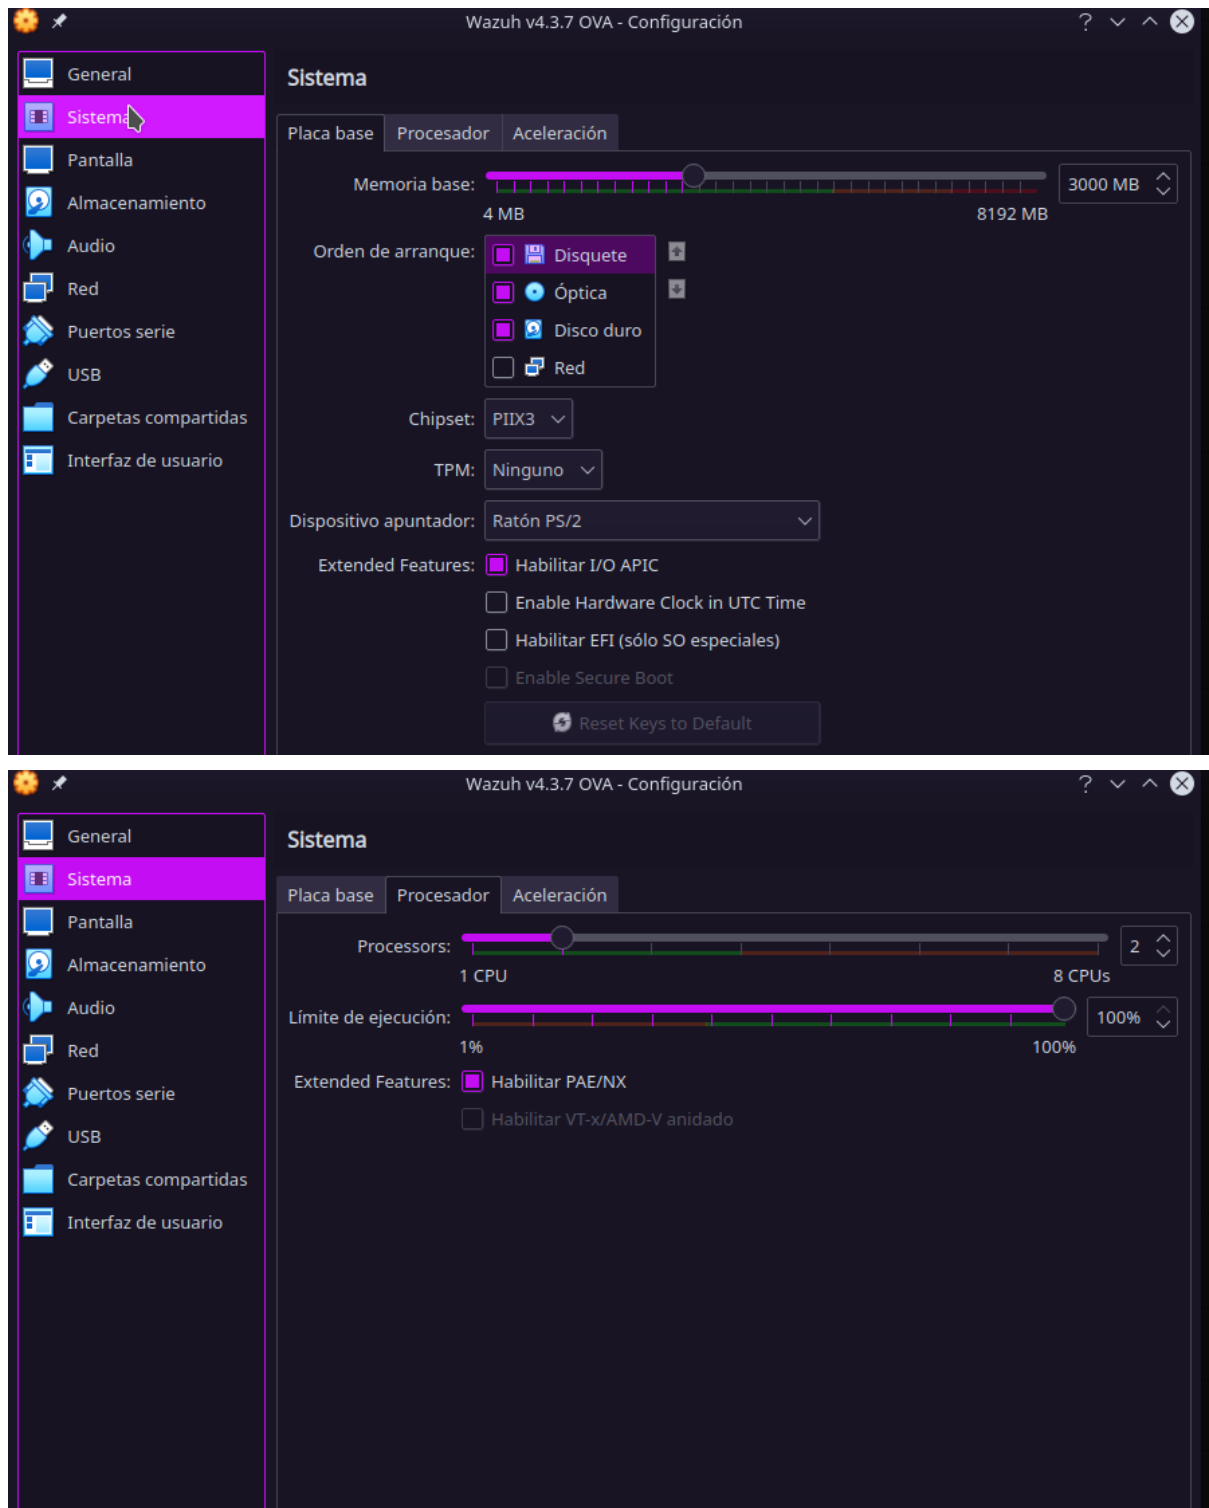 Wazuh v4.3.7 OVA - Configuración
General
Sistema
Pantalla
Almacenamiento
Audio
Red
Puertos serie
USB
Carpetas compartidas
Interfaz de usuario
Sistema
Placa base Procesador Aceleración
Memoria base: 3000 MB
4 MB 8192 MB
Orden de arranque: Disquete
Óptica
Disco duro
Red
Chipset: PIIX3
TPM: Ninguno
Dispositivo apuntador: Ratón PS/2
Extended Features: Habilitar I/O APIC
Enable Hardware Clock in UTC Time
Habilitar EFI (sólo SO especiales)
Enable Secure Boot
Reset Keys to Default
Wazuh v4.3.7 OVA - Configuración
General
Sistema
Pantalla
Almacenamiento
Audio
Red
Puertos serie
USB
Carpetas compartidas
Interfaz de usuario
Sistema
Placa base Procesador Aceleración
Processors: 2
1 CPU 8 CPUs
Límite de ejecución: 100%
1% 100%
Extended Features: Habilitar PAE/NX
Habilitar VT-x/AMD-V anidado